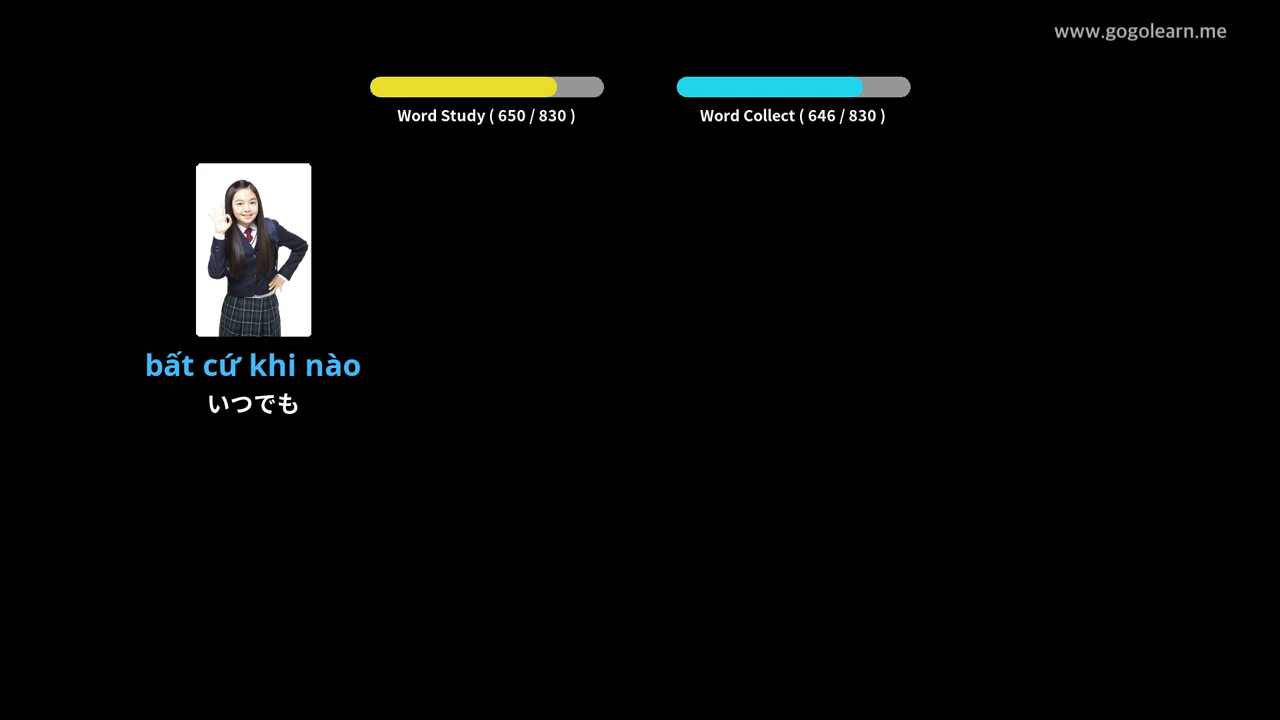 www.gogolearn.me
Word Study ( 650 / 830 )
Word Collect ( 646 / 830 )
bất cứ khi nào
いつでも